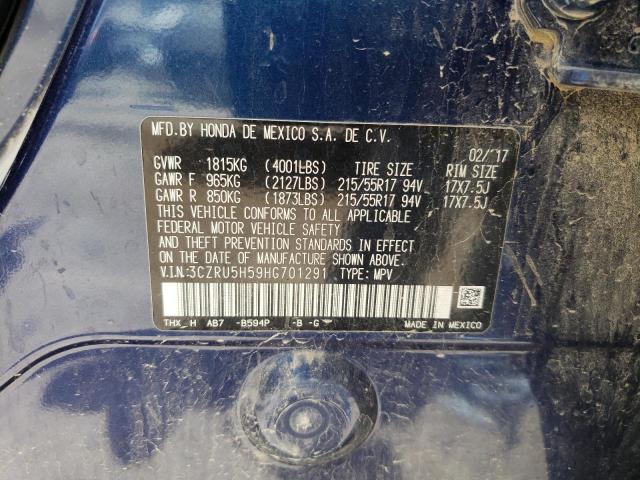 MFD.BY HONDA DE MEXICO S.A. DE C.V.
02/'17
GVWR 1815KG (4001LBS) TIRE SIZE RIM SIZE
GAWR F 965KG (2127LBS) 215/55R17 94V 17X7.5J
GAWR R 850KG (1873LBS) 215/55R17 94V 17X7.5J
THIS VEHICLE CONFORMS TO ALL APPLICABLE
FEDERAL MOTOR VEHICLE SAFETY
AND THEFT PREVENTION STANDARDS IN EFFECT
ON THE DATE OF MANUFACTURE SHOWN ABOVE.
V.I.N:3CZRU5H59HG701291 TYPE: MPV
THX_H AB7 -B594P -B -G MADE IN MEXICO